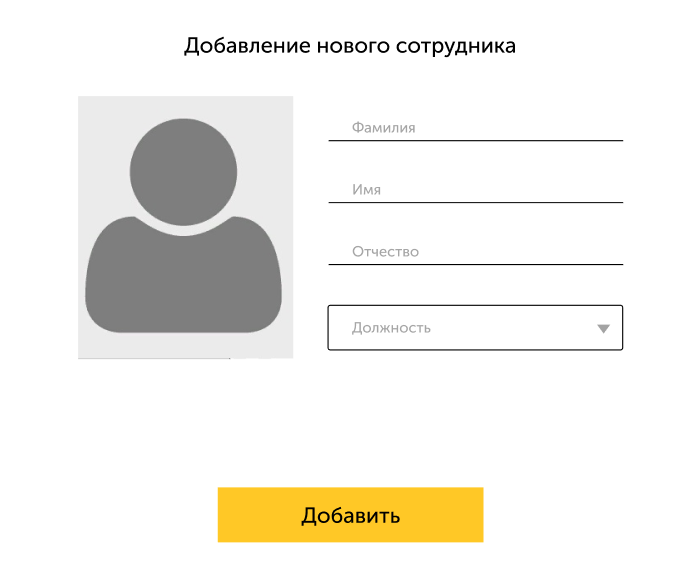 Добавление нового сотрудника
Фамилия
Имя
Отчество
Должность
Добавить